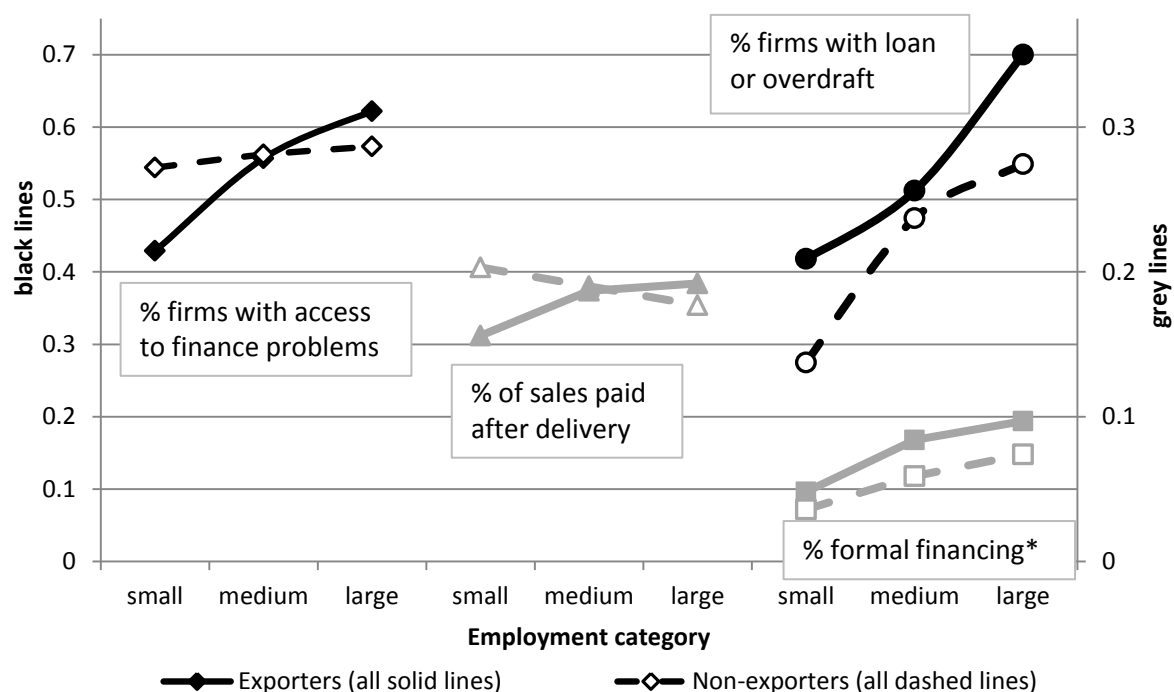 % firms with loan
or overdraft
% firms with access
to finance problems
% of sales paid
after delivery
% formal financing*
black lines
0.7
0.6
0.5
0.4
0.3
0.2
0.1
0
grey lines
0.3
0.2
0.1
0
small medium large small medium large small medium large
Employment category
Exporters (all solid lines) Non-exporters (all dashed lines)